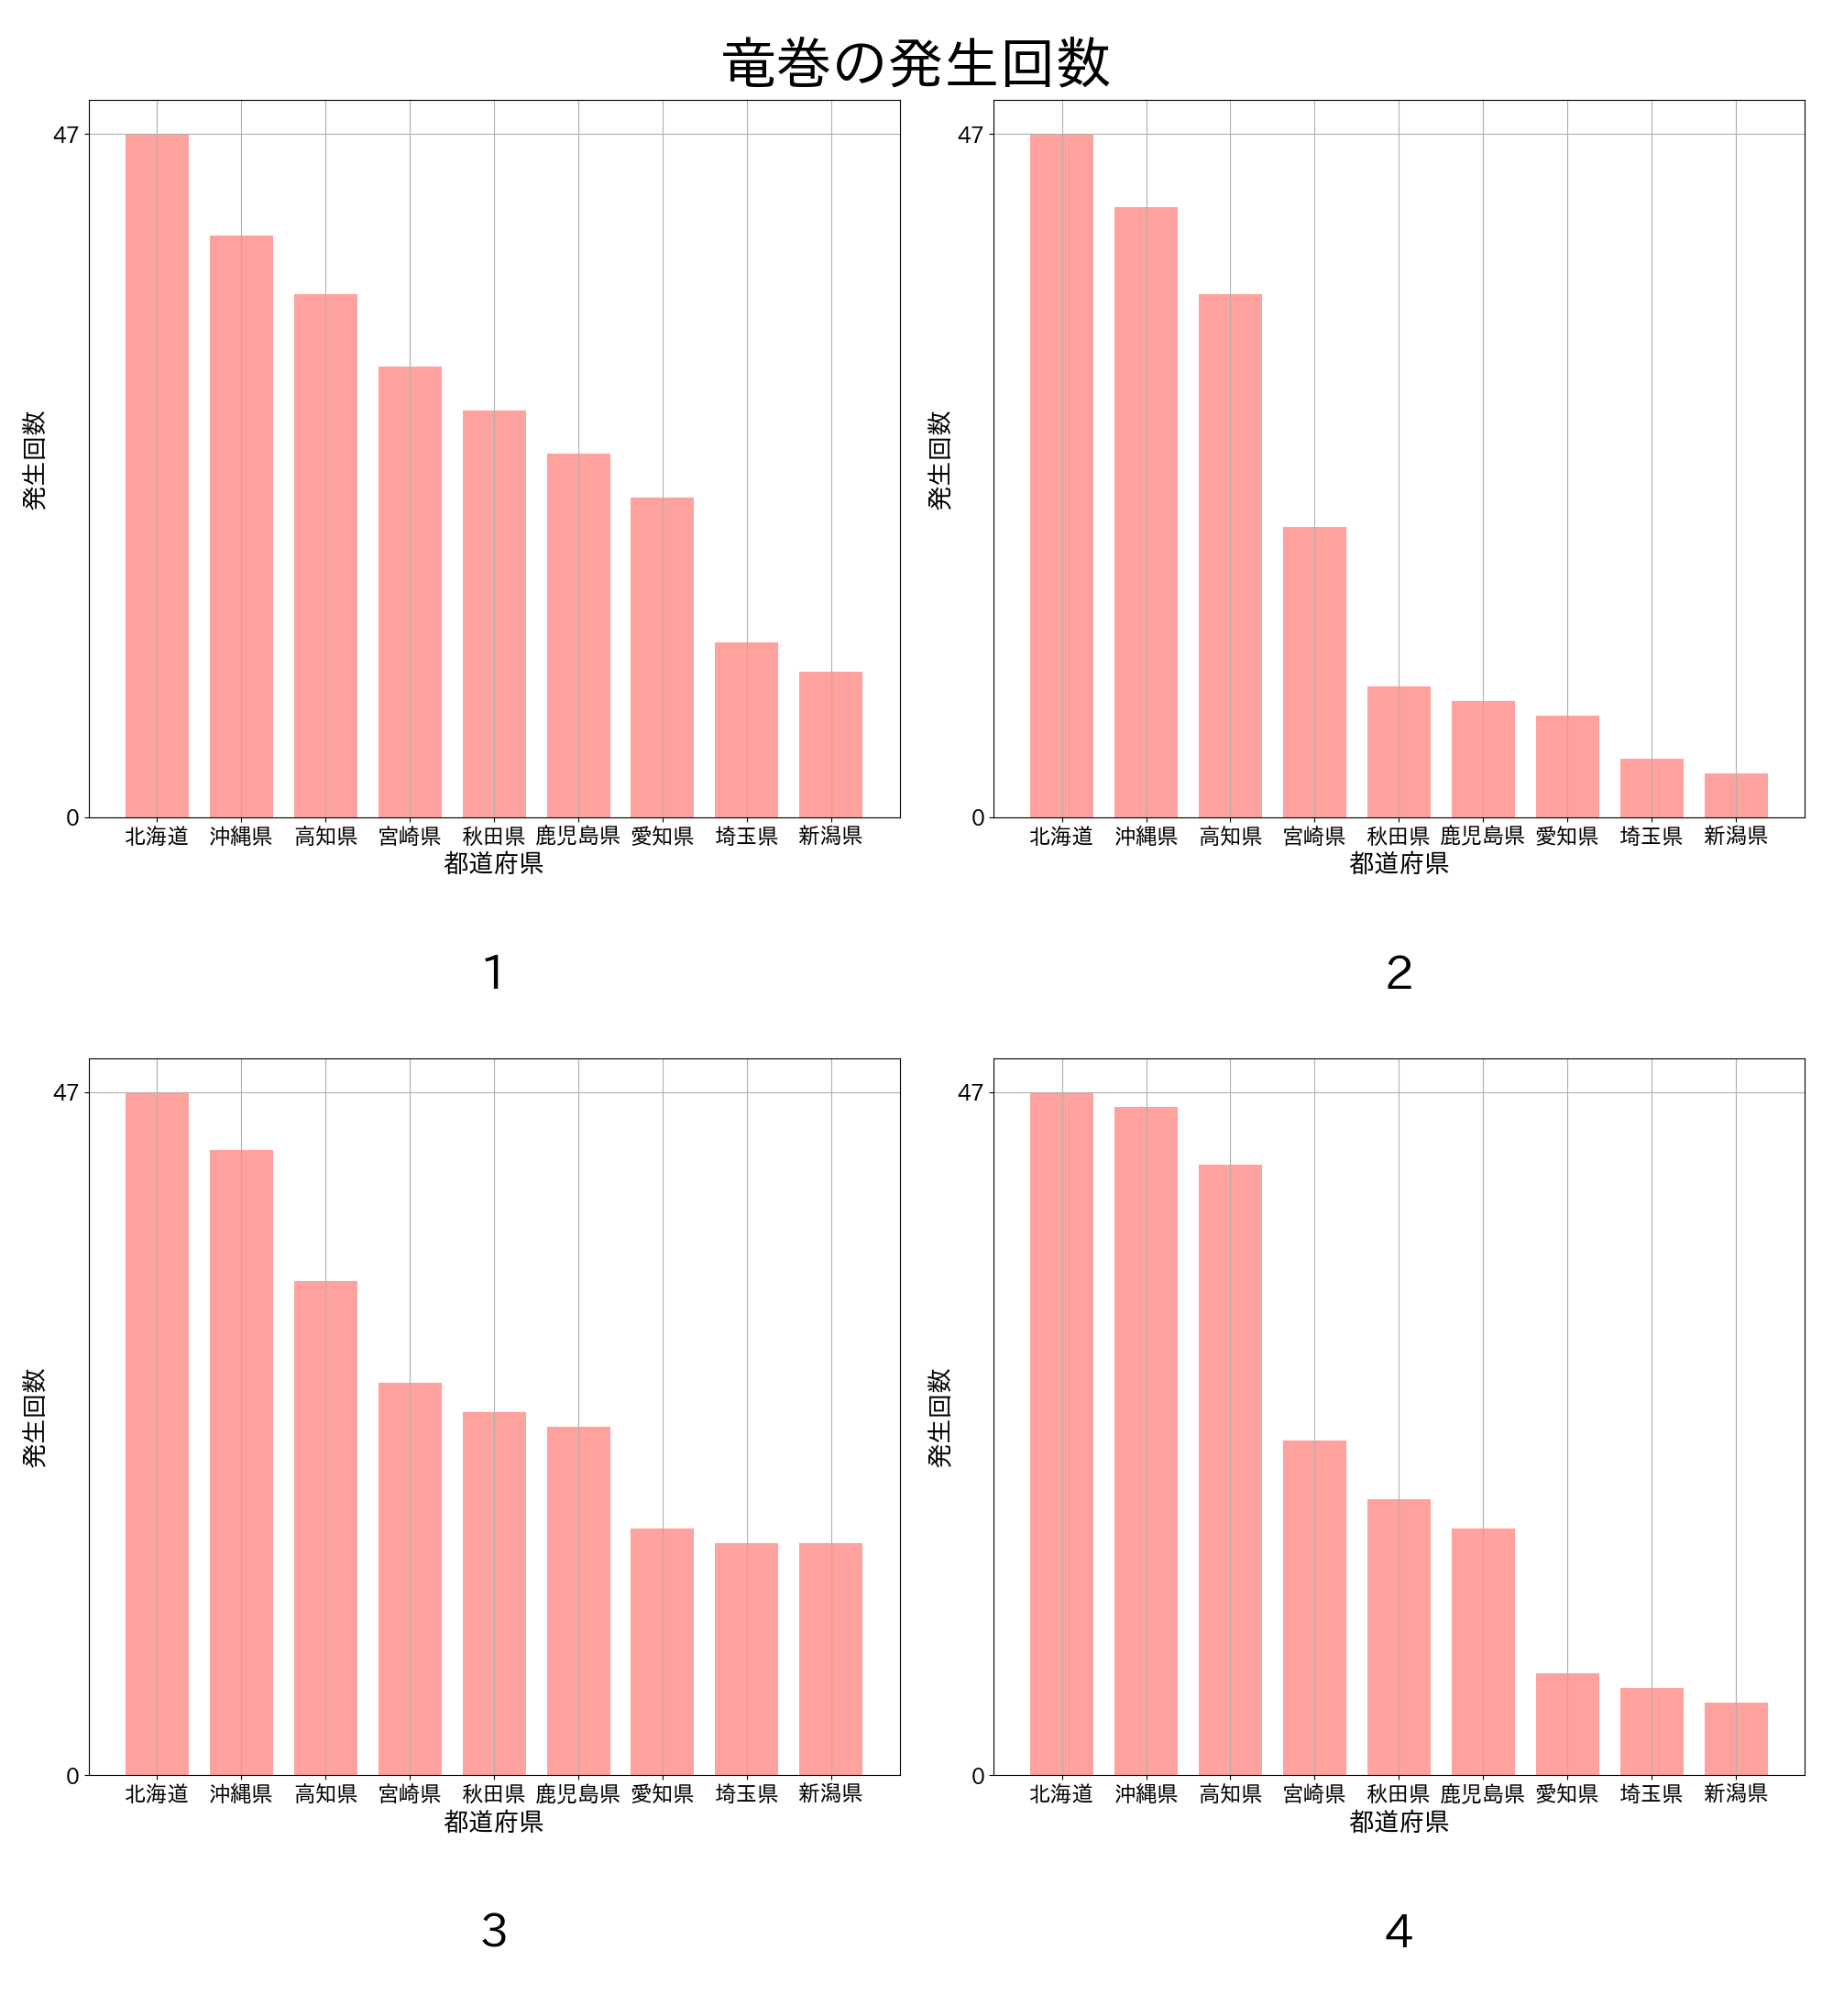 竜巻の発生回数
47
0
発生回数
北海道 沖縄県 高知県 宮崎県 秋田県 鹿児島県 愛知県 埼玉県 新潟県
都道府県
1
47
0
発生回数
北海道 沖縄県 高知県 宮崎県 秋田県 鹿児島県 愛知県 埼玉県 新潟県
都道府県
2
47
0
発生回数
北海道 沖縄県 高知県 宮崎県 秋田県 鹿児島県 愛知県 埼玉県 新潟県
都道府県
3
47
0
発生回数
北海道 沖縄県 高知県 宮崎県 秋田県 鹿児島県 愛知県 埼玉県 新潟県
都道府県
4